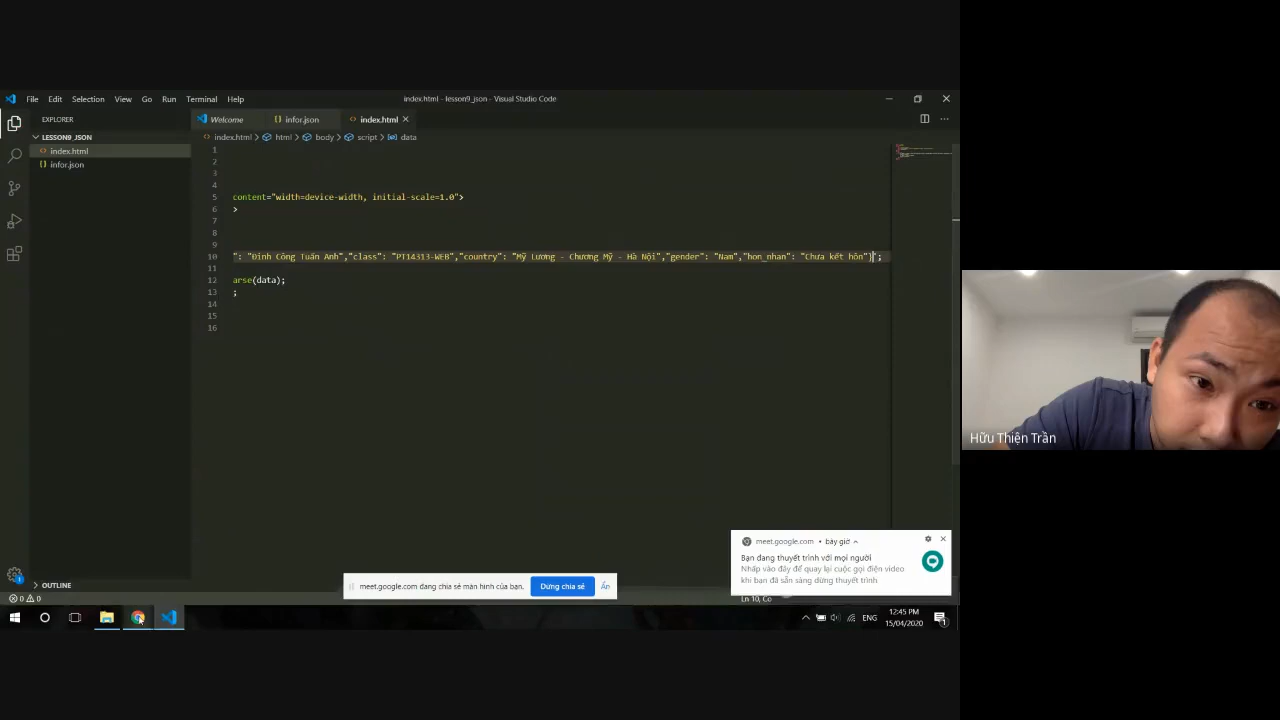 File Edit Selection View Go Run Terminal Help
index.html - lesson9_json - Visual Studio Code
EXPLORER
LESSON9_JSON
index.html
infor.json
OUTLINE
Welcome
infor.json
index.html
index.html > html > body > script > data
1
2
3
4
5 content="width=device-width, initial-scale=1.0">
6 >
7
8
9
10 ": "Đinh Công Tuấn Anh","class": "PT14313-WEB","country": "Mỹ Lương - Chương Mỹ - Hà Nội","gender": "Nam","hon_nhan": "Chưa kết hôn"}';
11
12 arse(data);
13 ;
14
15
16
Hữu Thiện Trần
meet.google.com • bây giờ
Bạn đang thuyết trình với mọi người
Nhấp vào đây để quay lại cuộc gọi điện video
khi bạn đã sẵn sàng dừng thuyết trình
meet.google.com đang chia sẻ màn hình của bạn.
Dừng chia sẻ
Ẩn
0 0
Ln 10, Co
ENG
12:45 PM
15/04/2020